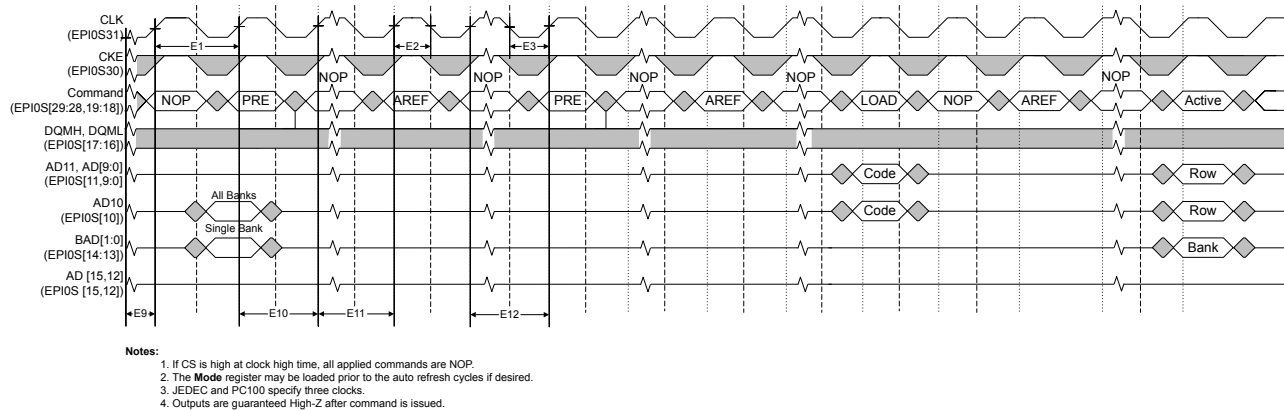 CLK
(EPI0S31)
E1
E2
E3
CKE
(EPI0S30)
NOP
NOP
NOP
NOP
NOP
Command
(EPI0S[29:28,19:18])
NOP
PRE
AREF
PRE
AREF
LOAD
NOP
AREF
Active
DQMH, DQML
(EPI0S[17:16])
AD11, AD[9:0]
(EPI0S[11,9:0]
Code
Row
All Banks
AD10
(EPI0S[10])
Code
Row
Single Bank
BAD[1:0]
(EPI0S[14:13])
Bank
AD [15,12]
(EPI0S [15,12])
E9
E10
E11
E12
Notes:
1. If CS is high at clock high time, all applied commands are NOP.
2. The Mode register may be loaded prior to the auto refresh cycles if desired.
3. JEDEC and PC100 specify three clocks.
4. Outputs are guaranteed High-Z after command is issued.